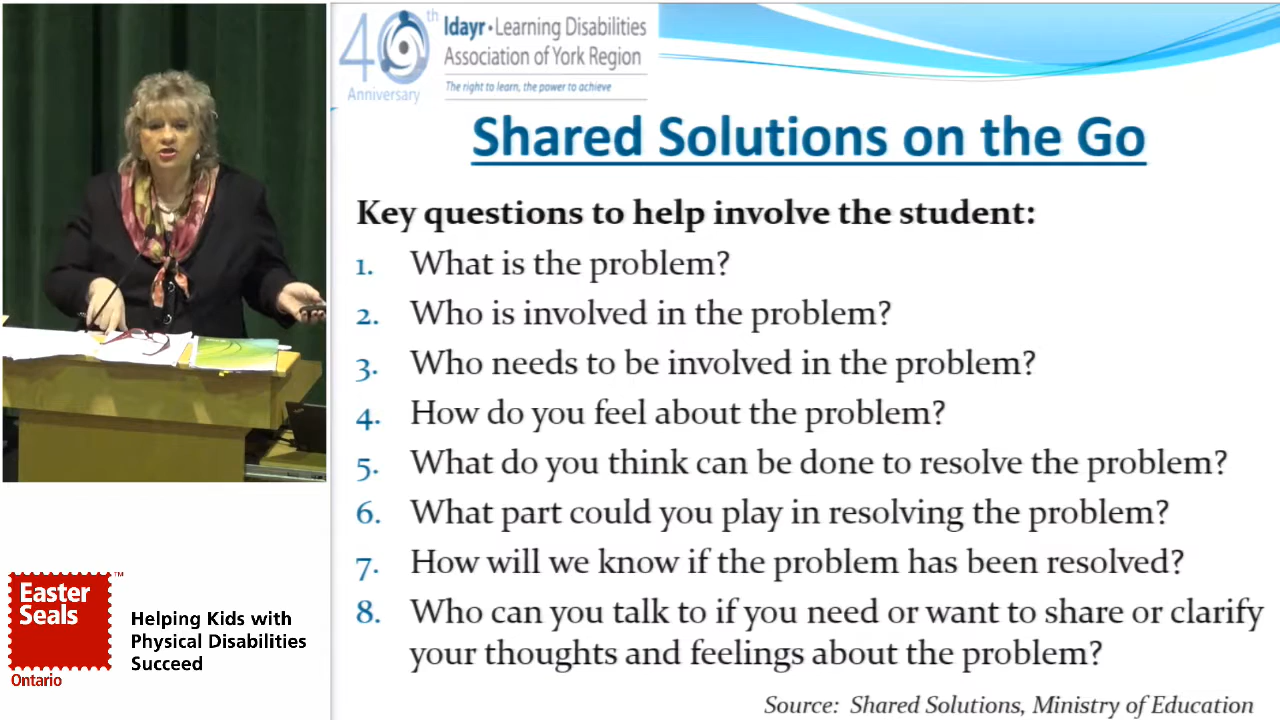 40th
Anniversary
ldayr • Learning Disabilities
Association of York Region
The right to learn, the power to achieve
Shared Solutions on the Go
Key questions to help involve the student:
1. What is the problem?
2. Who is involved in the problem?
3. Who needs to be involved in the problem?
4. How do you feel about the problem?
5. What do you think can be done to resolve the problem?
6. What part could you play in resolving the problem?
7. How will we know if the problem has been resolved?
8. Who can you talk to if you need or want to share or clarify
your thoughts and feelings about the problem?
Source: Shared Solutions, Ministry of Education
Easter
Seals
TM
Ontario
Helping Kids with
Physical Disabilities
Succeed